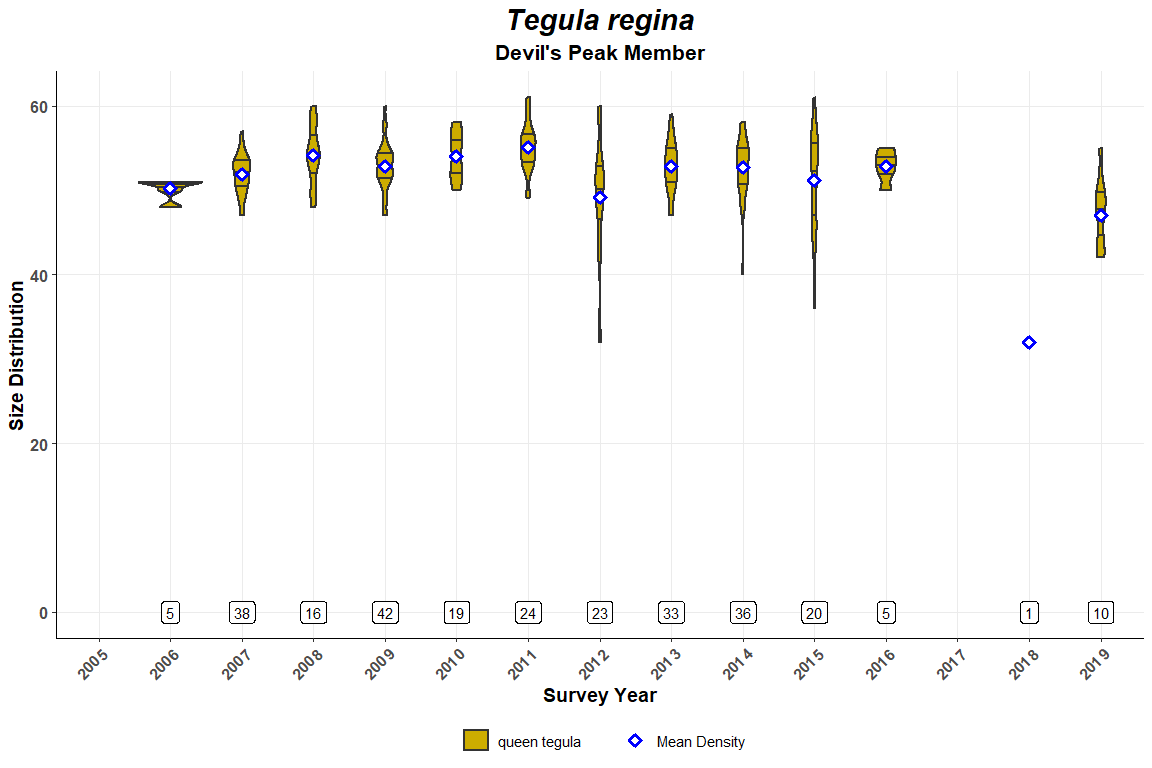 Tegula regina
Devil's Peak Member
Size Distribution
60
40
20
0
5 38 16 42 19 24 23 33 36 20 5 1 10
2005 2006 2007 2008 2009 2010 2011 2012 2013 2014 2015 2016 2017 2018 2019
Survey Year
queen tegula Mean Density